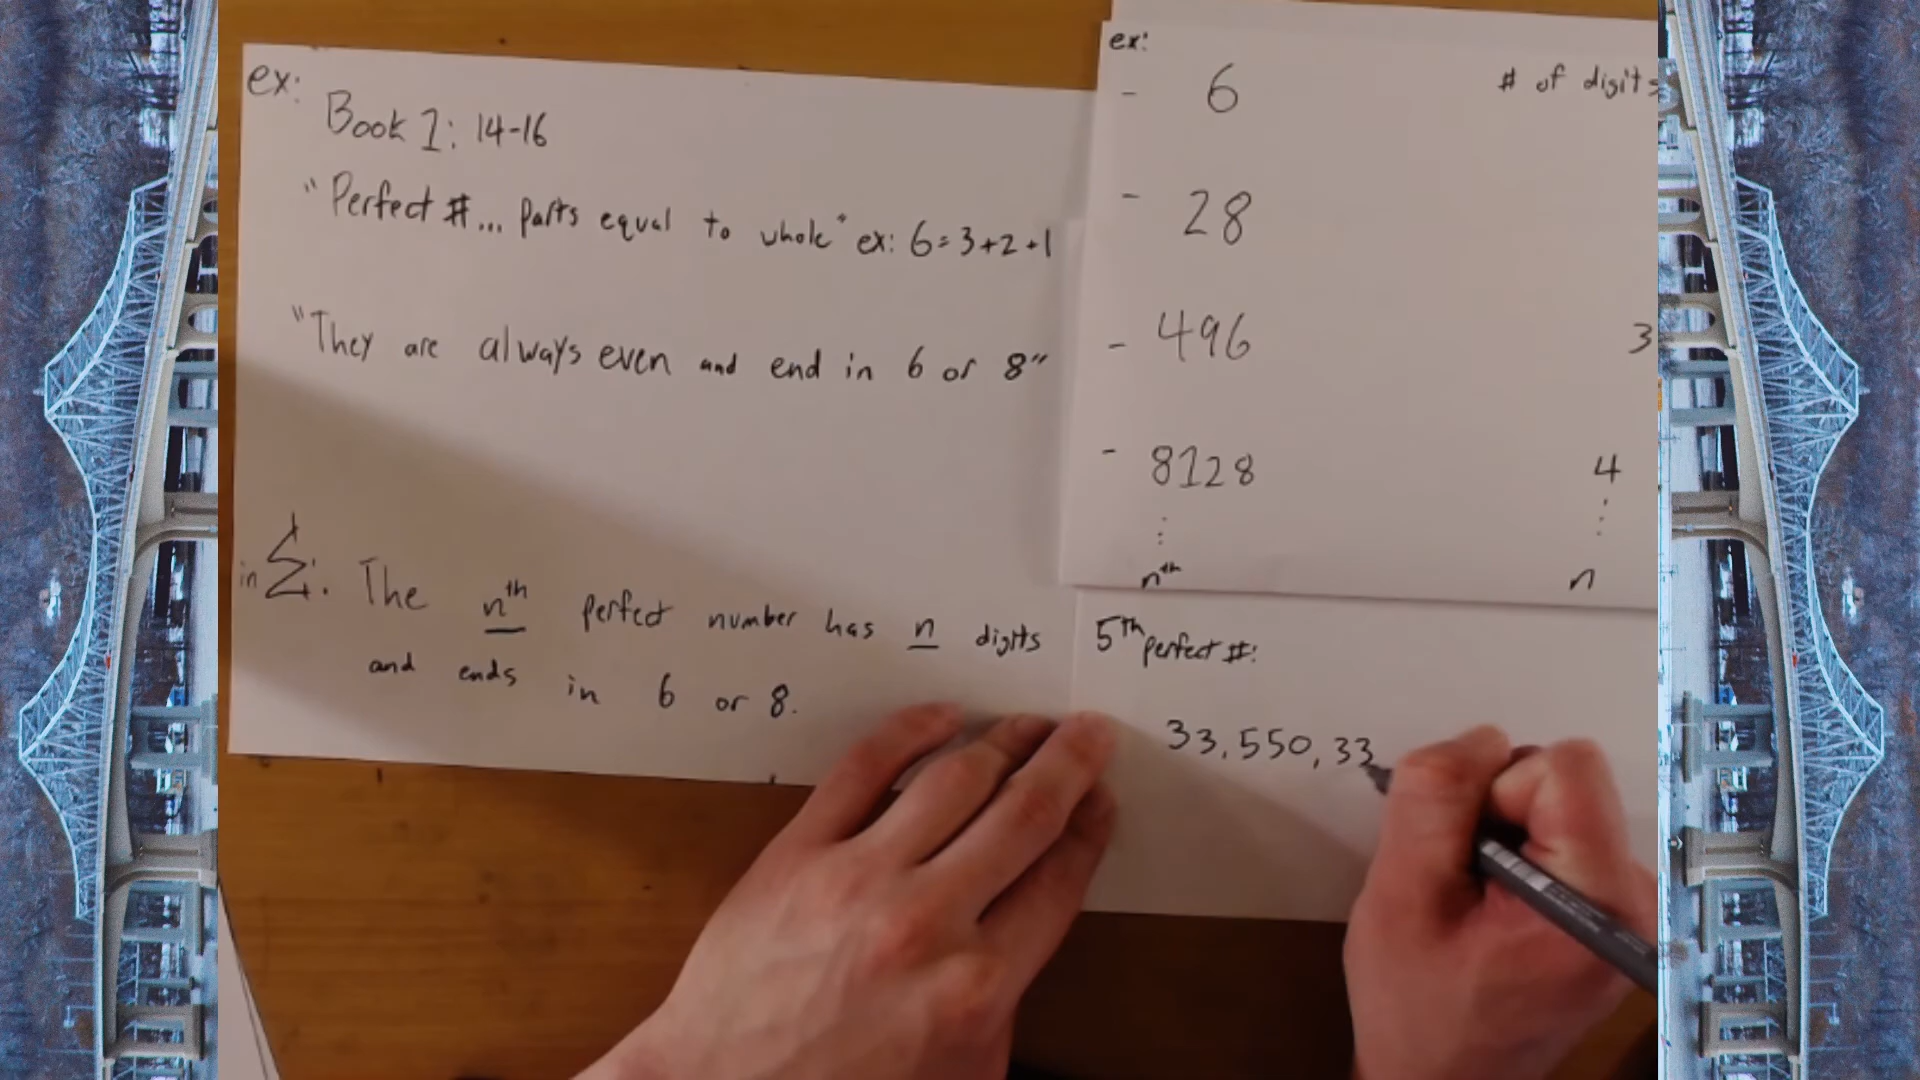 ex:
Book 1: 14-16
"Perfect #... parts equal to whole" ex: 6=3+2+1
"They are always even and end in 6 or 8"
in Σ: The nth perfect number has n digits
and ends in 6 or 8.
ex:
- 6 # of digits
- 28
- 496 3
- 8128 4
⋮ ⋮
nth n
5Th perfect #:
33,550,33